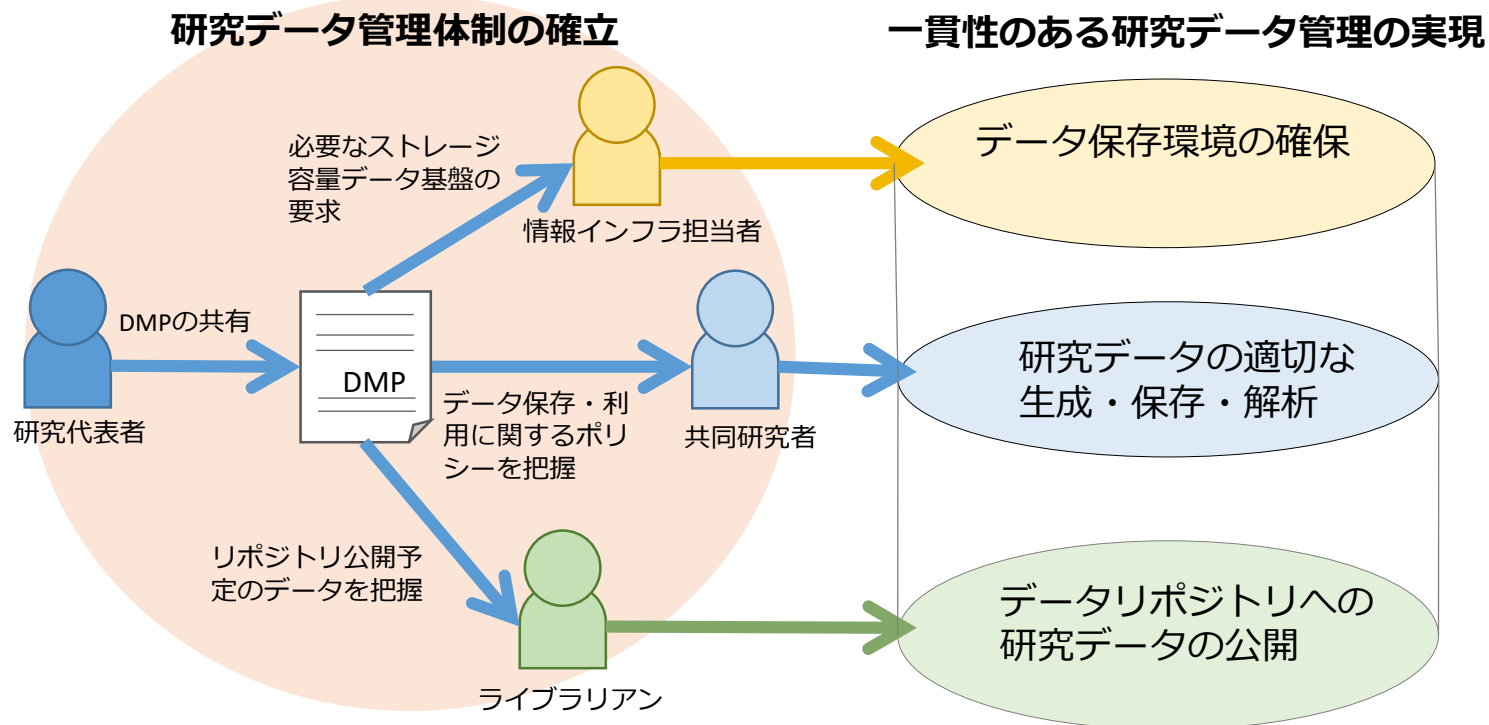 研究データ管理体制の確立
一貫性のある研究データ管理の実現
必要なストレージ
容量データ基盤の
要求
情報インフラ担当者
データ保存環境の確保
DMPの共有
DMP
研究代表者
データ保存・利
用に関するポリ
シーを把握
共同研究者
研究データの適切な
生成・保存・解析
リポジトリ公開予
定のデータを把握
ライブラリアン
データリポジトリへの
研究データの公開